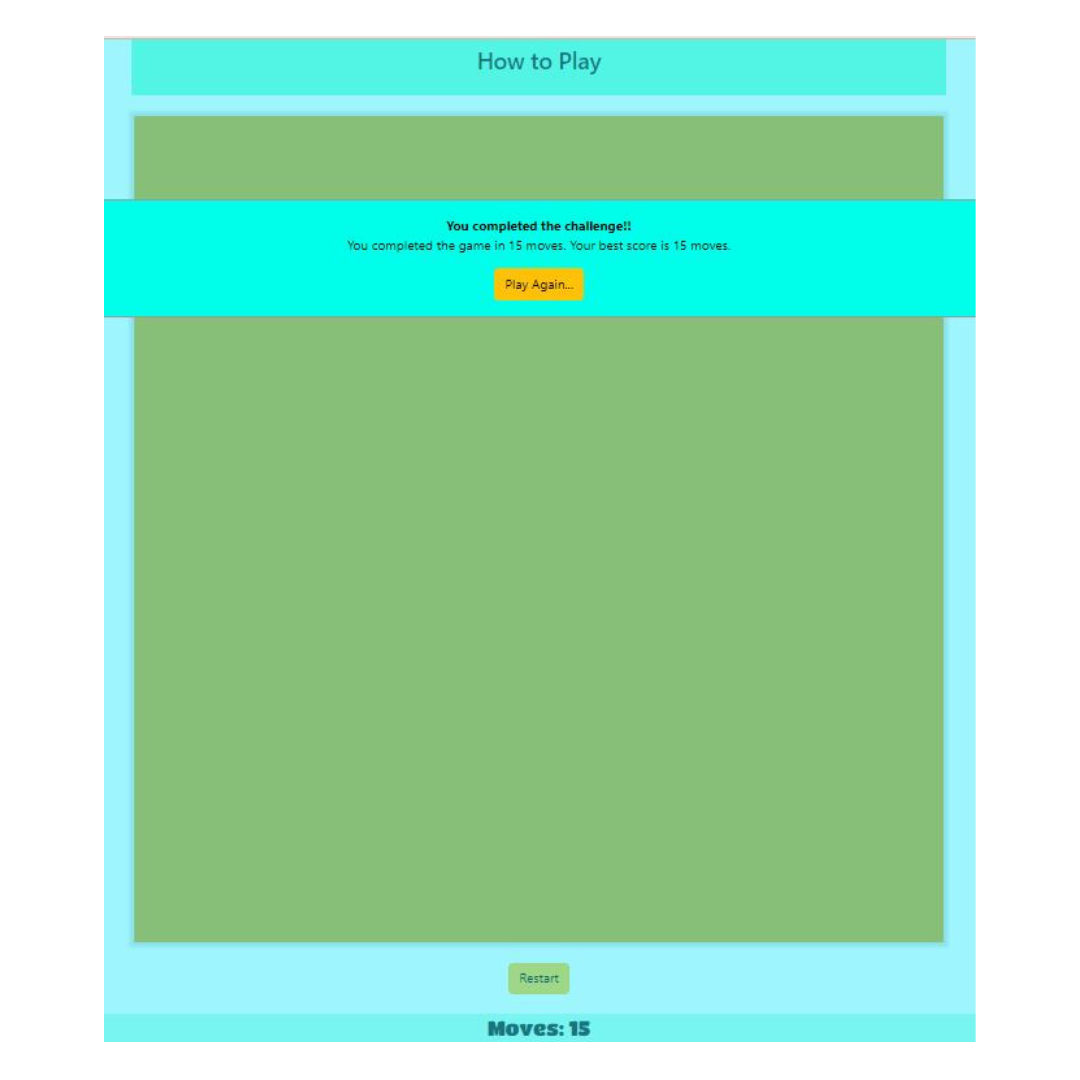 How to Play
You completed the challenge!!
You completed the game in 15 moves. Your best score is 15 moves.
Play Again...
Restart
Moves: 15